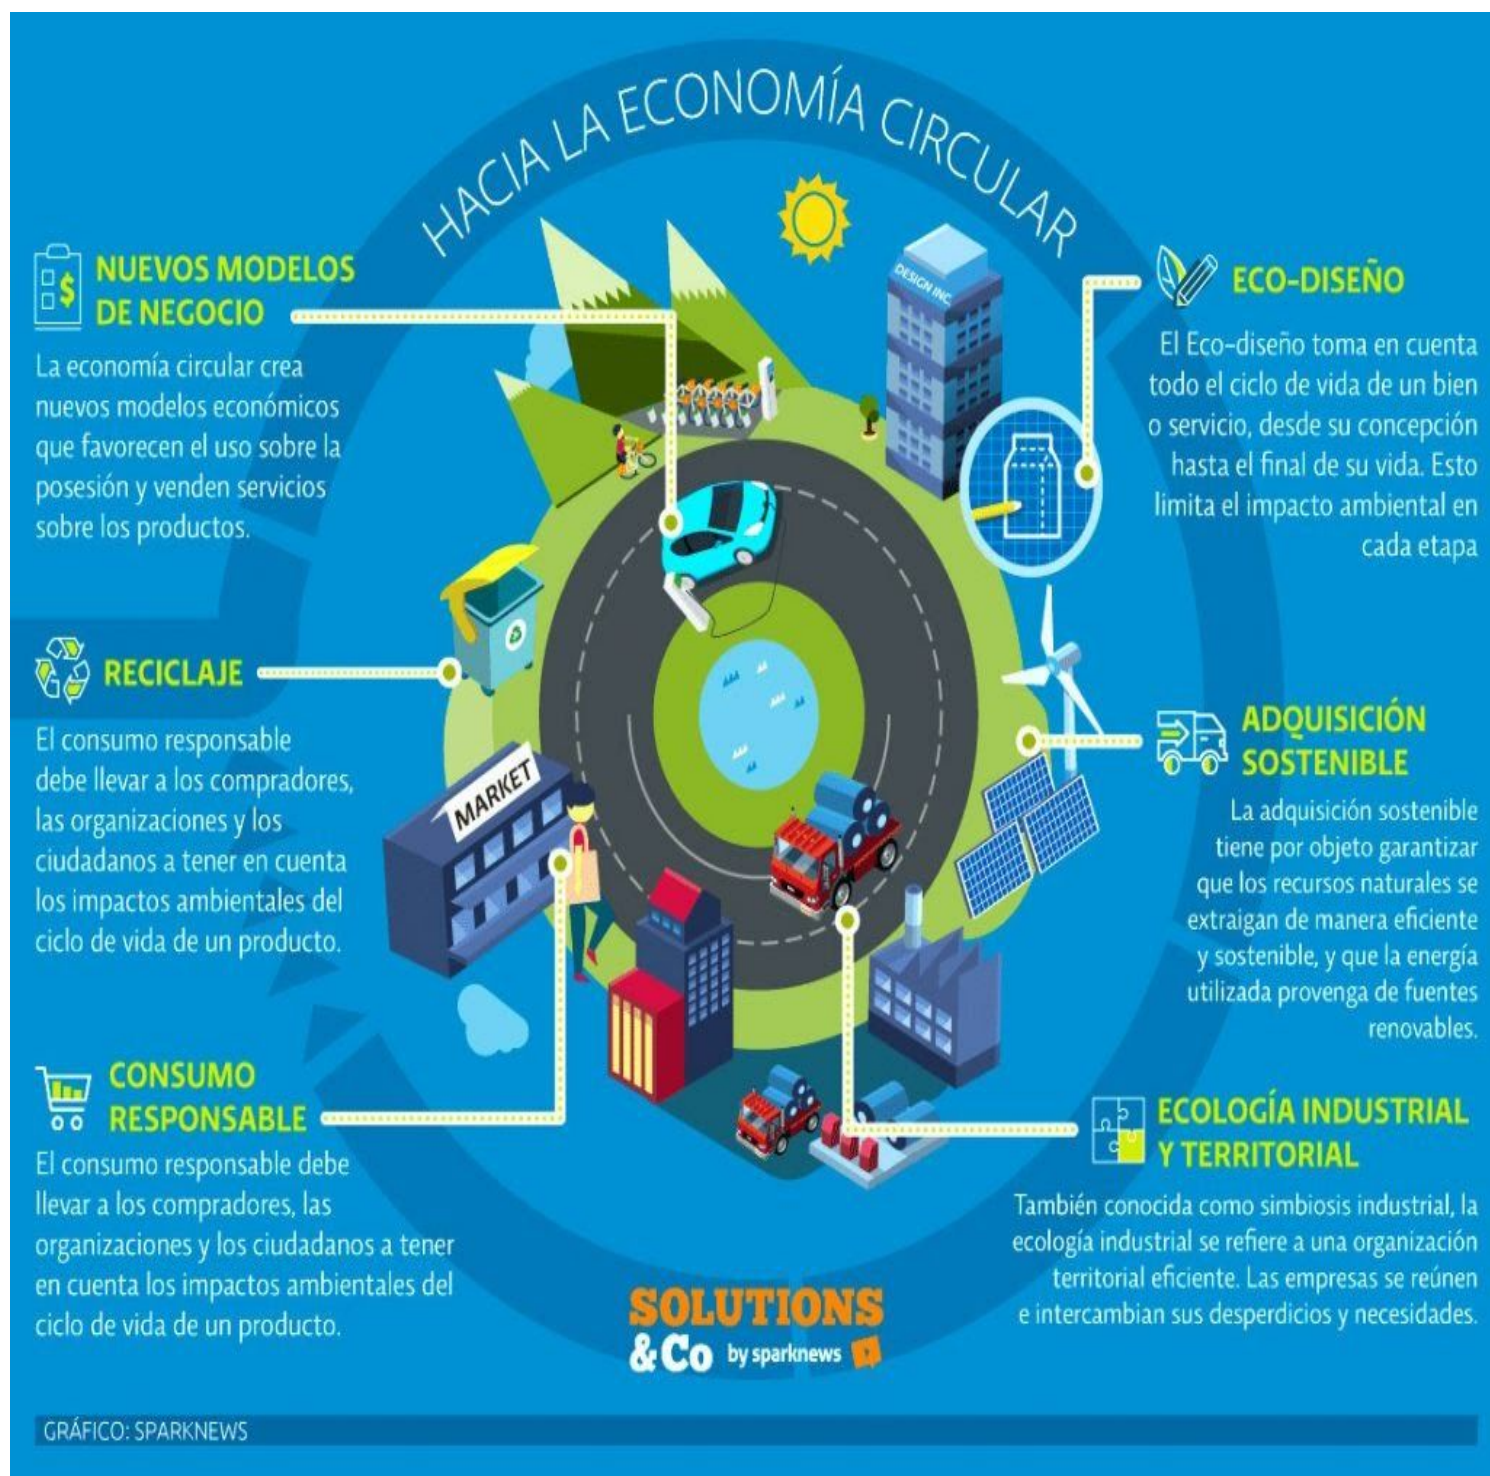 HACIA LA ECONOMÍA CIRCULAR
NUEVOS MODELOS
DE NEGOCIO
La economía circular crea
nuevos modelos económicos
que favorecen el uso sobre la
posesión y venden servicios
sobre los productos.
DESIGN INC.
ECO-DISEÑO
El Eco-diseño toma en cuenta
todo el ciclo de vida de un bien
o servicio, desde su concepción
hasta el final de su vida. Esto
limita el impacto ambiental en
cada etapa
RECICLAJE
El consumo responsable
debe llevar a los compradores,
las organizaciones y los
ciudadanos a tener en cuenta
los impactos ambientales del
ciclo de vida de un producto.
MARKET
ADQUISICIÓN
SOSTENIBLE
La adquisición sostenible
tiene por objeto garantizar
que los recursos naturales se
extraigan de manera eficiente
y sostenible, y que la energía
utilizada provenga de fuentes
renovables.
CONSUMO
RESPONSABLE
El consumo responsable debe
llevar a los compradores, las
organizaciones y los ciudadanos a tener
en cuenta los impactos ambientales del
ciclo de vida de un producto.
ECOLOGÍA INDUSTRIAL
Y TERRITORIAL
También conocida como simbiosis industrial, la
ecología industrial se refiere a una organización
territorial eficiente. Las empresas se reúnen
e intercambian sus desperdicios y necesidades.
SOLUTIONS
&Co by sparknews
GRÁFICO: SPARKNEWS